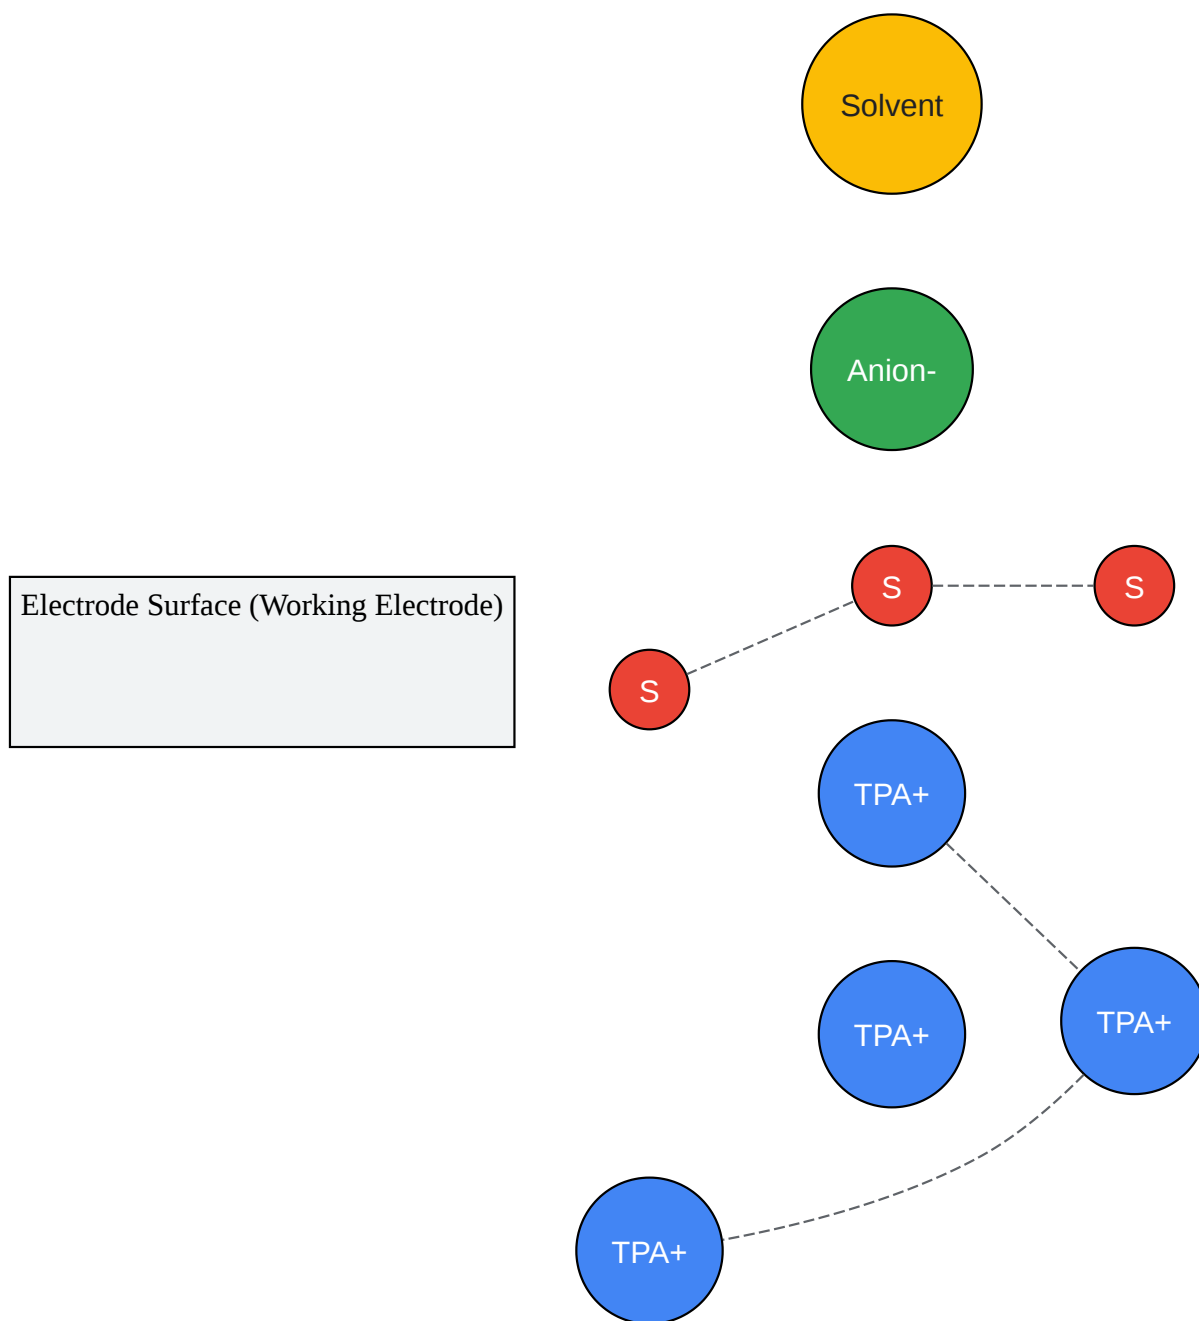 Solvent
Anion-
S
S
Electrode Surface (Working Electrode)
S
TPA+
TPA+
TPA+
TPA+